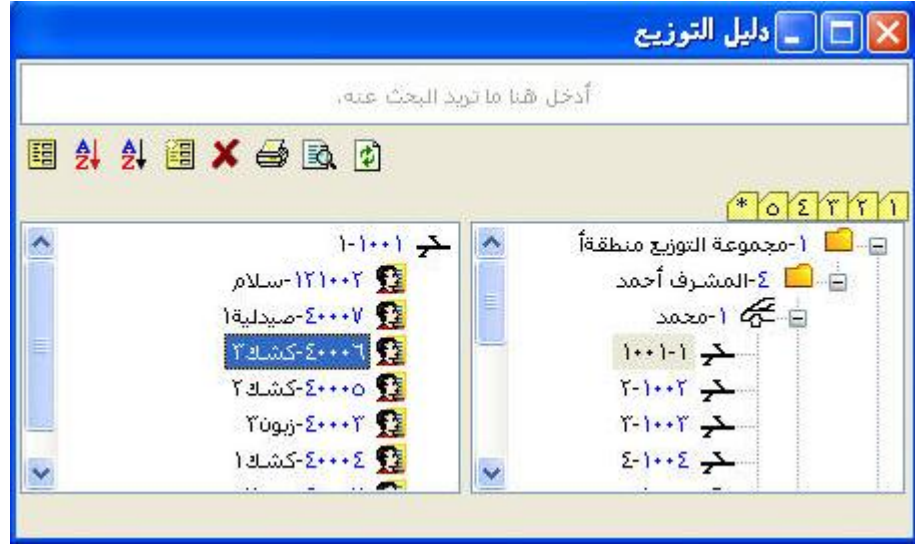 دليل التوزيع
أدخل هنا ما تريد البحث عنه.
١ ٢ ٣ ٤ ٥ *
١-مجموعة التوزيع منطقةأ
٤-المشرف أحمد
١-محمد
١-١٠٠١
١٠٠٢-٢
١٠٠٣-٣
١٠٠٤-٤
١٠٠١-١
١٢١٠٠٢-سلام
٤٠٠٠٧-صيدلية١
٤٠٠٠٦-كشك٣
٤٠٠٠٥-كشك٢
٤٠٠٠٣-زبون٣
٤٠٠٠٤-كشك١